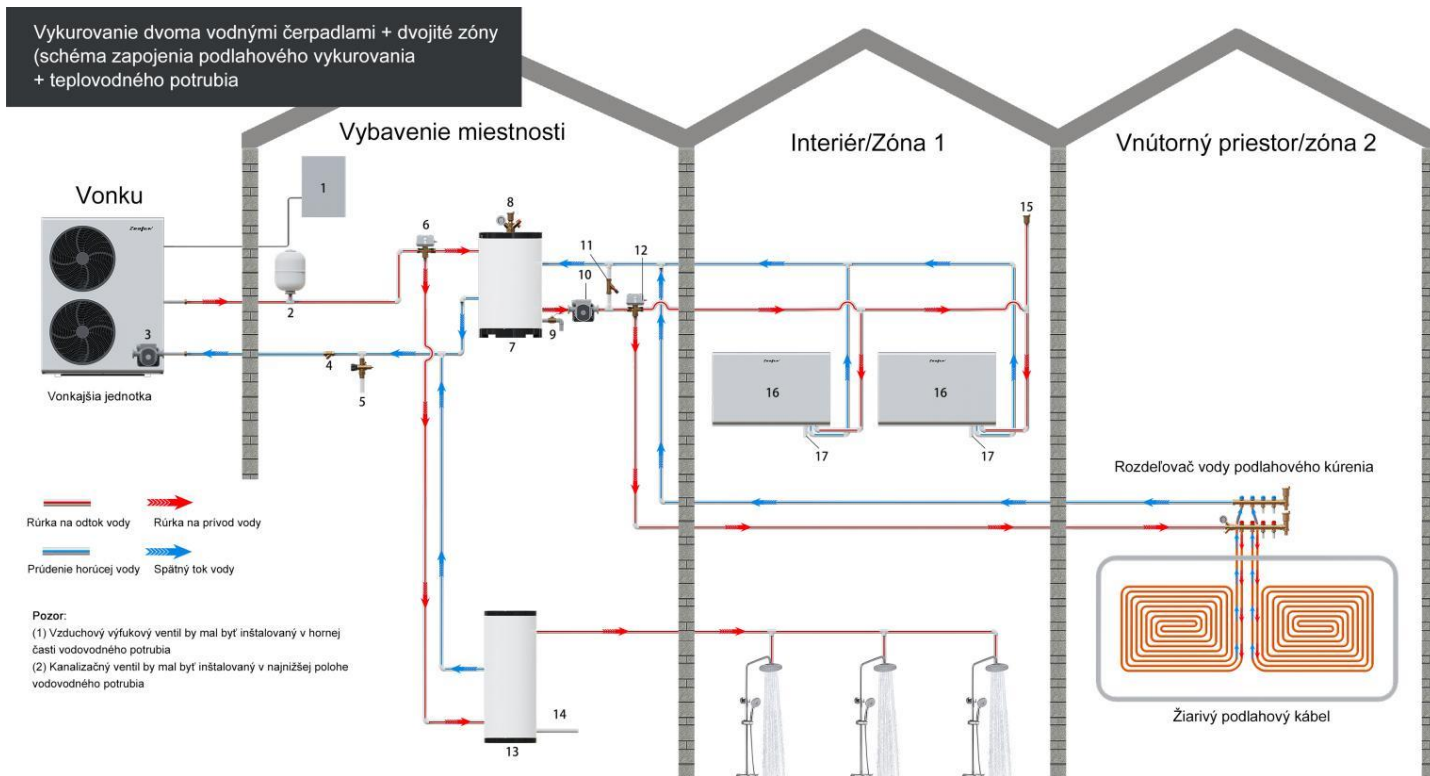 Vykurovanie dvoma vodnými čerpadlami + dvojité zóny
(schéma zapojenia podlahového vykurovania
+ teplovodného potrubia
Vybavenie miestnosti
Interiér/Zóna 1
Vnútorný priestor/zóna 2
Vonku
1
2
3
4
5
6
7
8
9
10
11
12
15
16
16
17
17
Vonkajšia jednotka
Rozdeľovač vody podlahového kúrenia
Rúrka na odtok vody
Rúrka na prívod vody
Prúdenie horúcej vody
Spätný tok vody
Pozor:
(1) Vzduchový výfukový ventil by mal byť inštalovaný v hornej
časti vodovodného potrubia
(2) Kanalizačný ventil by mal byť inštalovaný v najnižšej polohe
vodovodného potrubia
13
14
Žiarivý podlahový kábel